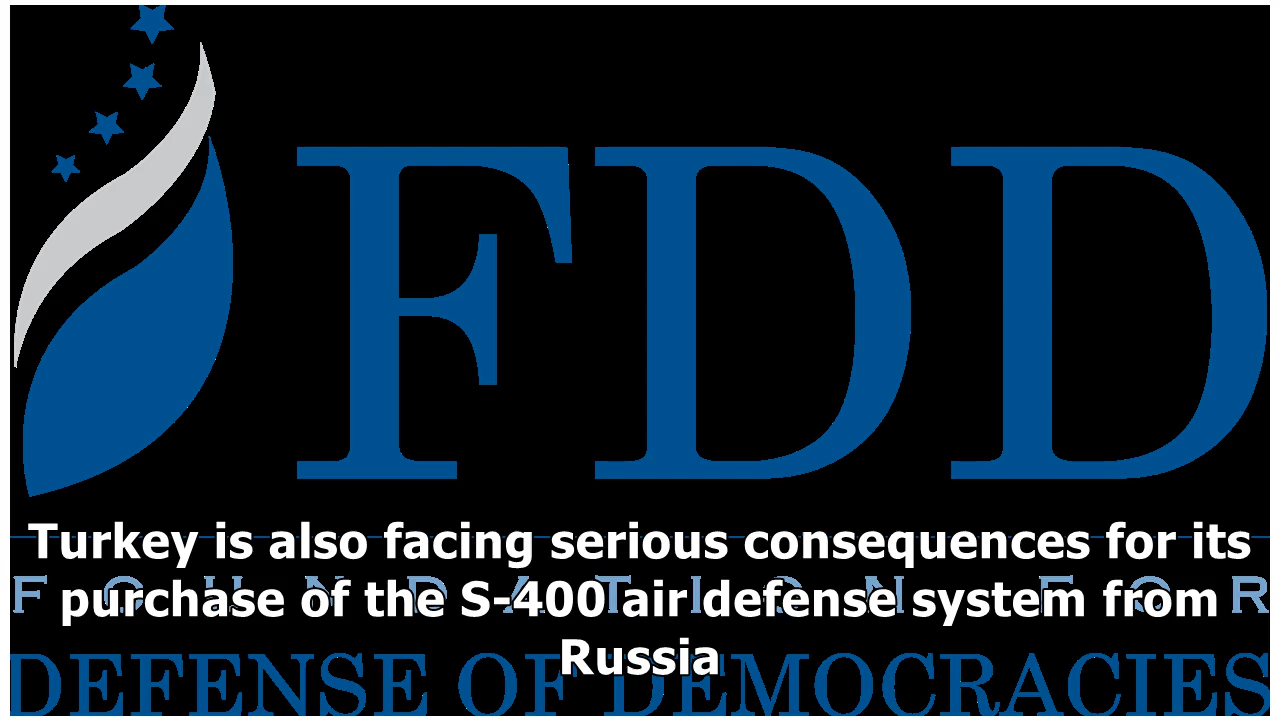 FDD
Turkey is also facing serious consequences for its
FOUNDATION FOR
purchase of the S-400 air defense system from
Russia
DEFENSE OF DEMOCRACIES